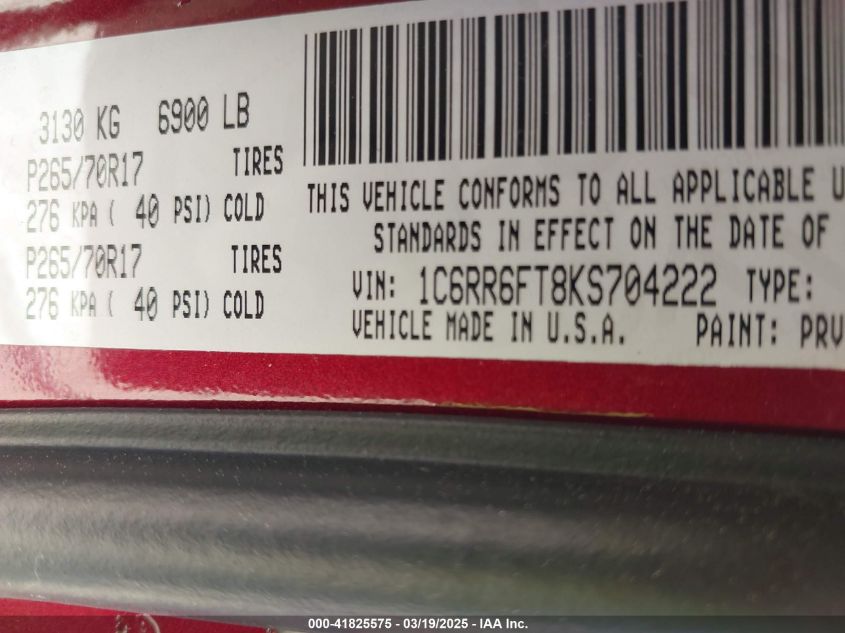 3130 KG 6900 LB
P265/70R17 TIRES
276 KPA ( 40 PSI) COLD
P265/70R17 TIRES
276 KPA ( 40 PSI) COLD
THIS VEHICLE CONFORMS TO ALL APPLICABLE U
STANDARDS IN EFFECT ON THE DATE OF
VIN: 1C6RR6FT8KS704222 TYPE:
VEHICLE MADE IN U.S.A. PAINT: PRV
000-41825575 - 03/19/2025 - IAA Inc.